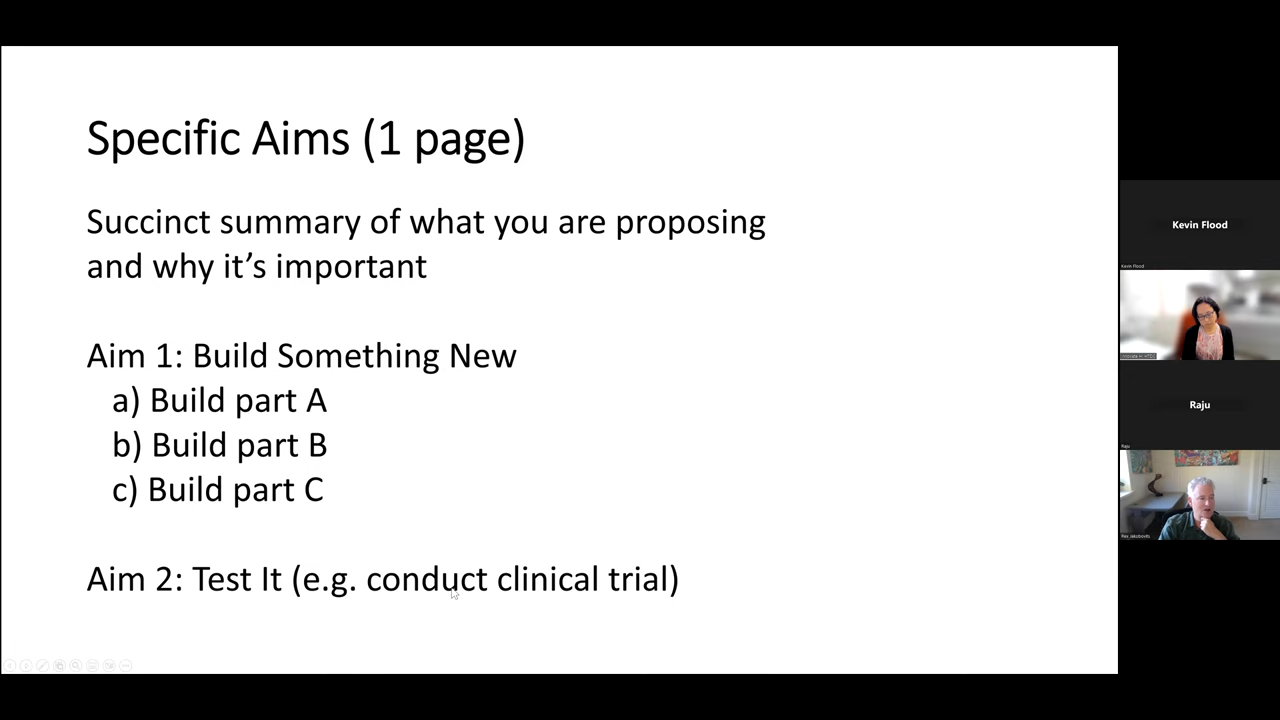 Specific Aims (1 page)
Succinct summary of what you are proposing
and why it’s important
Aim 1: Build Something New
a) Build part A
b) Build part B
c) Build part C
Aim 2: Test It (e.g. conduct clinical trial)
Kevin Flood
Kevin Flood
Raju
Raju
Rex Jakobovits